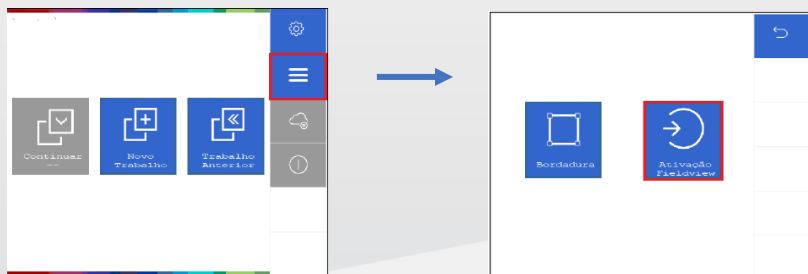 Continuar
--
Novo
Trabalho
Trabalho
Anterior
Bordadura
Ativação
Fieldview